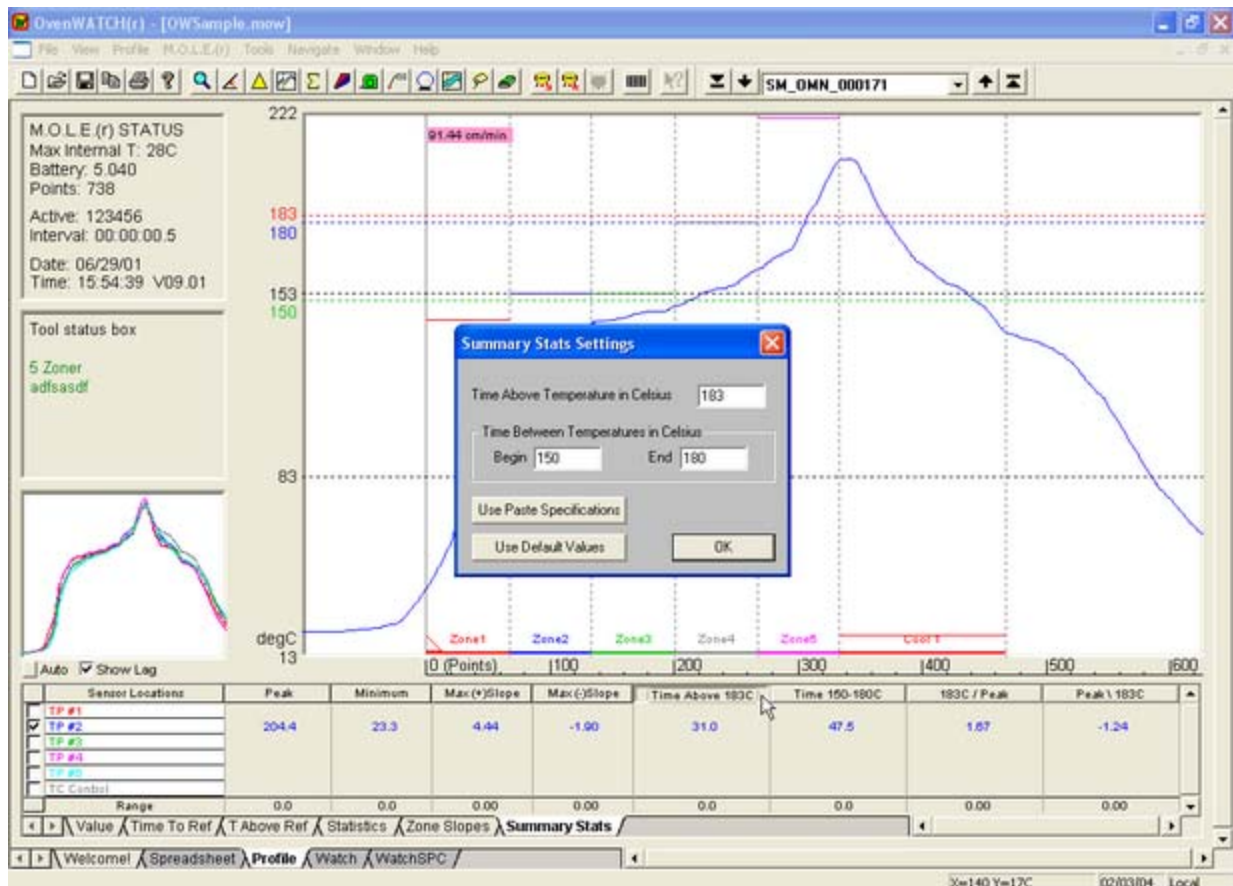 OvenWATCH(r) - [OWSample.mow]
File View Profile M.O.L.E.(r) Tools Navigate Window Help
SM_OMN_000171
M.O.L.E.(r) STATUS
Max Internal T: 28C
Battery: 5.040
Points: 738
Active: 123456
Interval: 00:00:00.5
Date: 06/29/01
Time: 15:54:39 V09.01
Tool status box
5 Zoner
adfsasdf
Auto Show Lag
222
183
180
153
150
83
degC
13
91.44 cm/min
Summary Stats Settings
Time Above Temperature in Celsius 183
Time Between Temperatures in Celsius
Begin 150 End 180
Use Paste Specifications
Use Default Values OK
Zone1 Zone2 Zone3 Zone4 Zone5 Cool 1
0 (Points) 100 200 300 400 500 600
Sensor Locations Peak Minimum Max(+)Slope Max(-)Slope Time Above 183C Time 150-180C 183C / Peak Peak \ 183C
TP #1
TP #2 204.4 23.3 4.44 -1.90 31.0 47.5 1.67 -1.24
TP #3
TP #4
TP #5
TC Control
Range 0.0 0.0 0.00 0.00 0.0 0.0 0.00 0.00
Value Time To Ref T Above Ref Statistics Zone Slopes Summary Stats
Welcome! Spreadsheet Profile Watch WatchSPC
X=140 Y=17C 02/03/04 Local